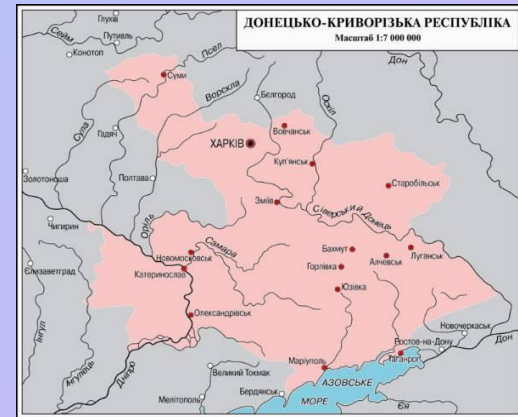 ДОНЕЦЬКО-КРИВОРІЗЬКА РЕСПУБЛІКА
Масштаб 1:7 000 000
Глухів
Путивль
Сейм
Конотоп
Псел
Дон
Суми
Ворскла
Бєлгород
Оскіл
Сула
Гадяч
Вовчанськ
ХАРКІВ
Куп'янськ
Полтава
Старобільськ
Золотоноша
Зміїв
Сіверський Донець
Чигирин
Оріль
Самара
Новомосковськ
Бахмут
Луганськ
Алчевськ
Катеринослав
Горлівка
Єлизаветград
Юзівка
Олександрівськ
Новочеркаськ
Інгул
Ростов-на-Дону
Дон
Таганрог
Інгулець
Дніпро
Великий Токмак
Маріуполь
АЗОВСЬКЕ
Мелітополь
Бердянськ
МОРЕ
Єя